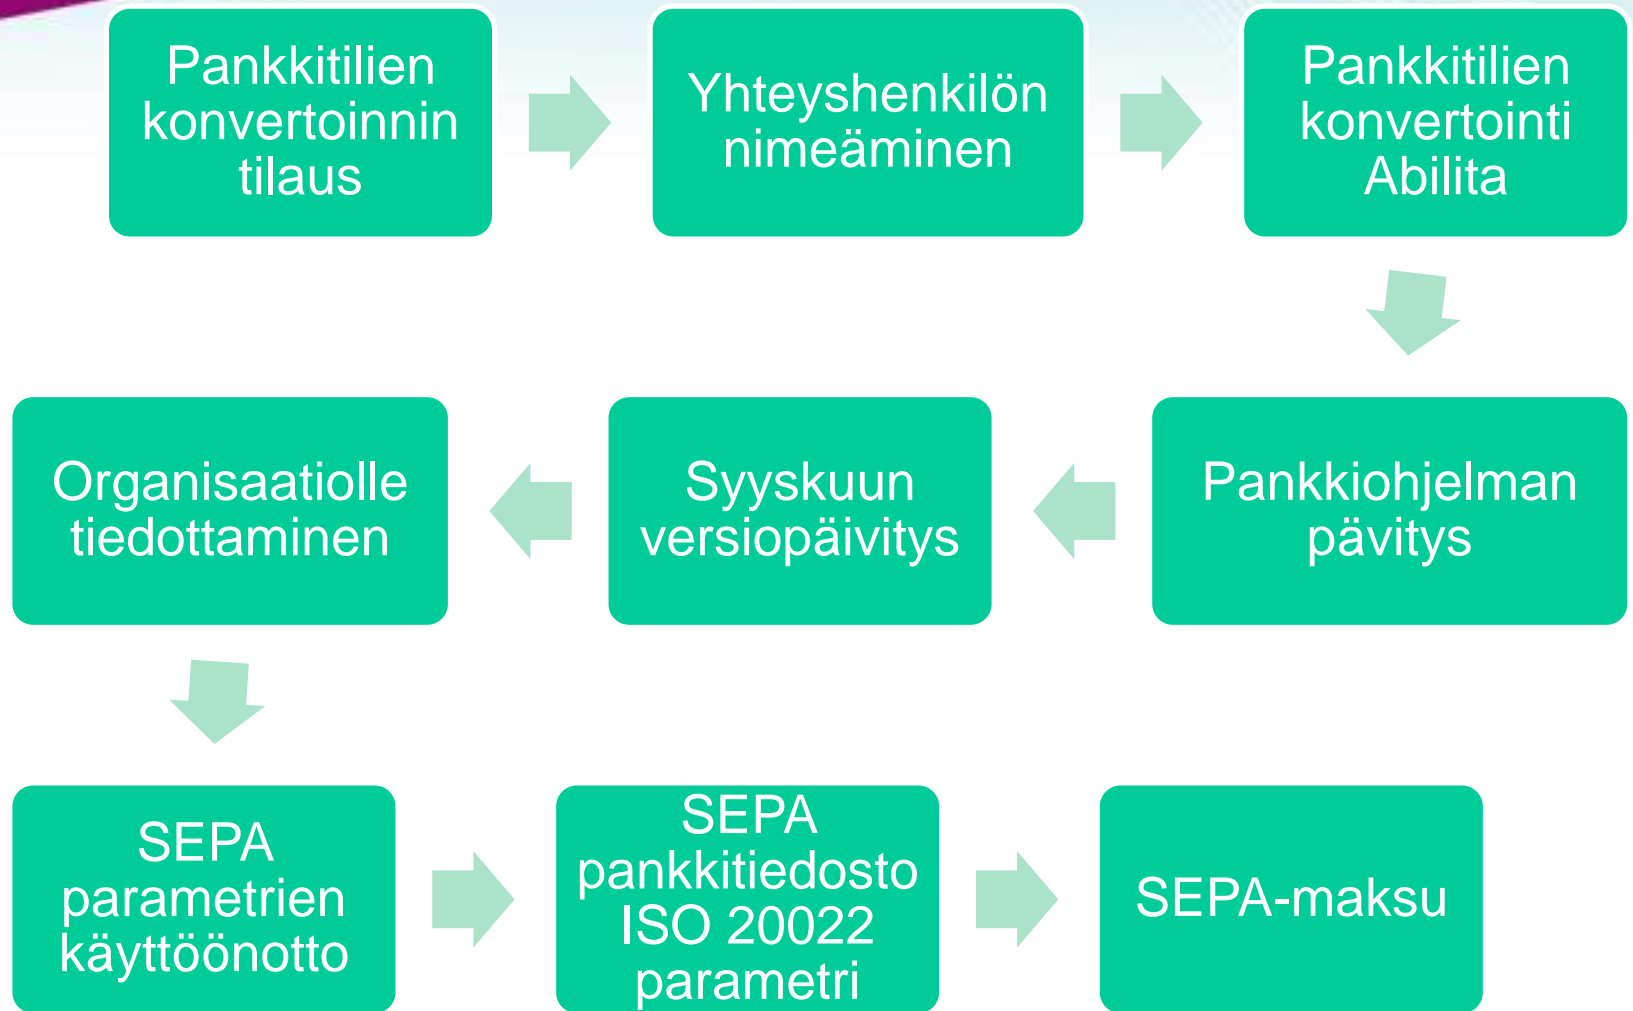 Pankkitilien
konvertoinnin
tilaus
Yhteyshenkilön
nimeäminen
Pankkitilien
konvertointi
Abilita
Organisaatiolle
tiedottaminen
Syyskuun
versiopäivitys
Pankkiohjelman
pävitys
SEPA
parametrien
käyttöönotto
SEPA
pankkitiedosto
ISO 20022
parametri
SEPA-maksu